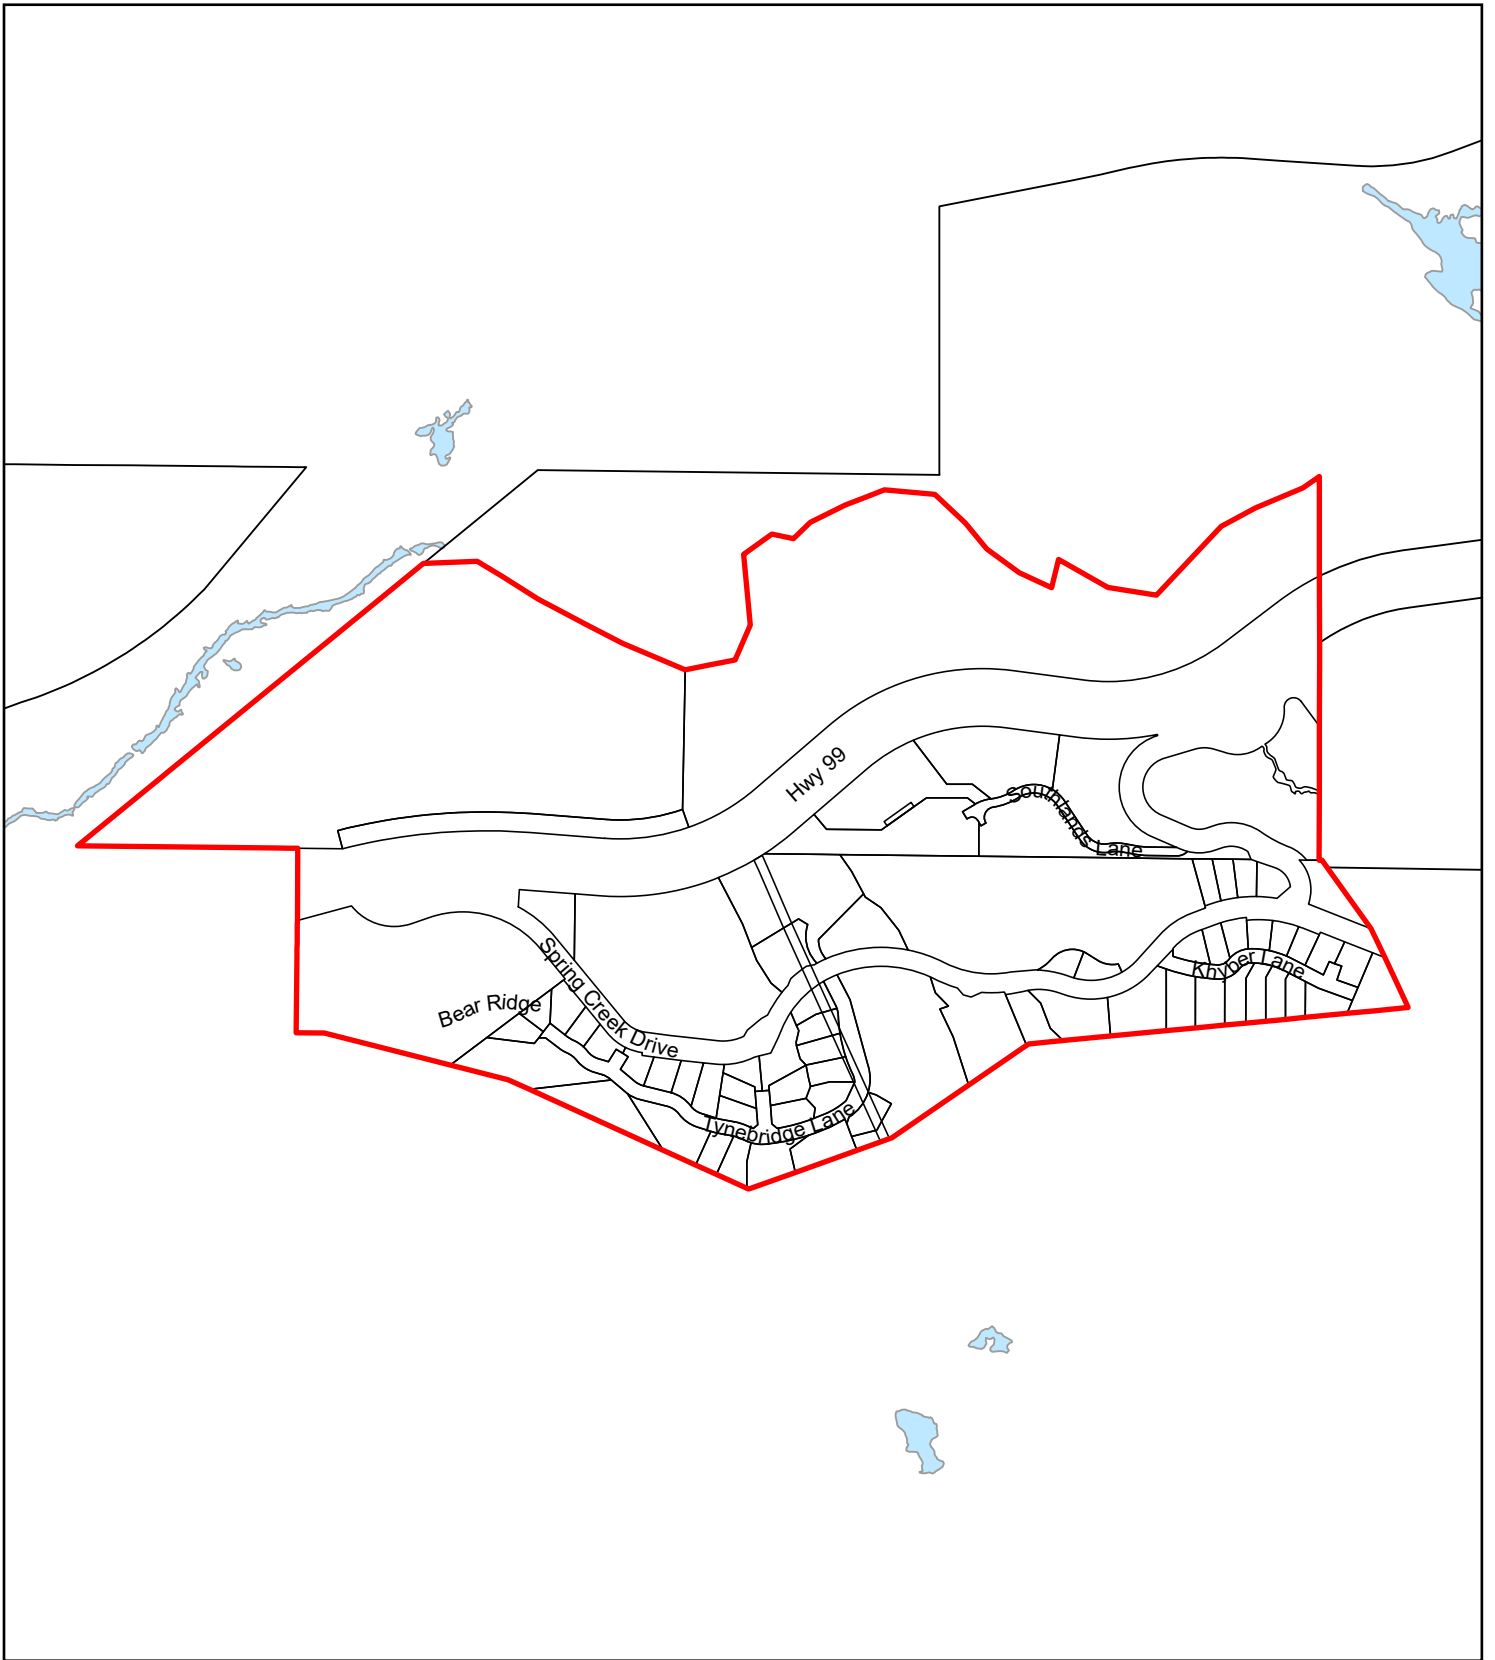 Hwy 99
Southlands Lane
Spring Creek Drive
Khyber Lane
Bear Ridge
Tynebridge Lane